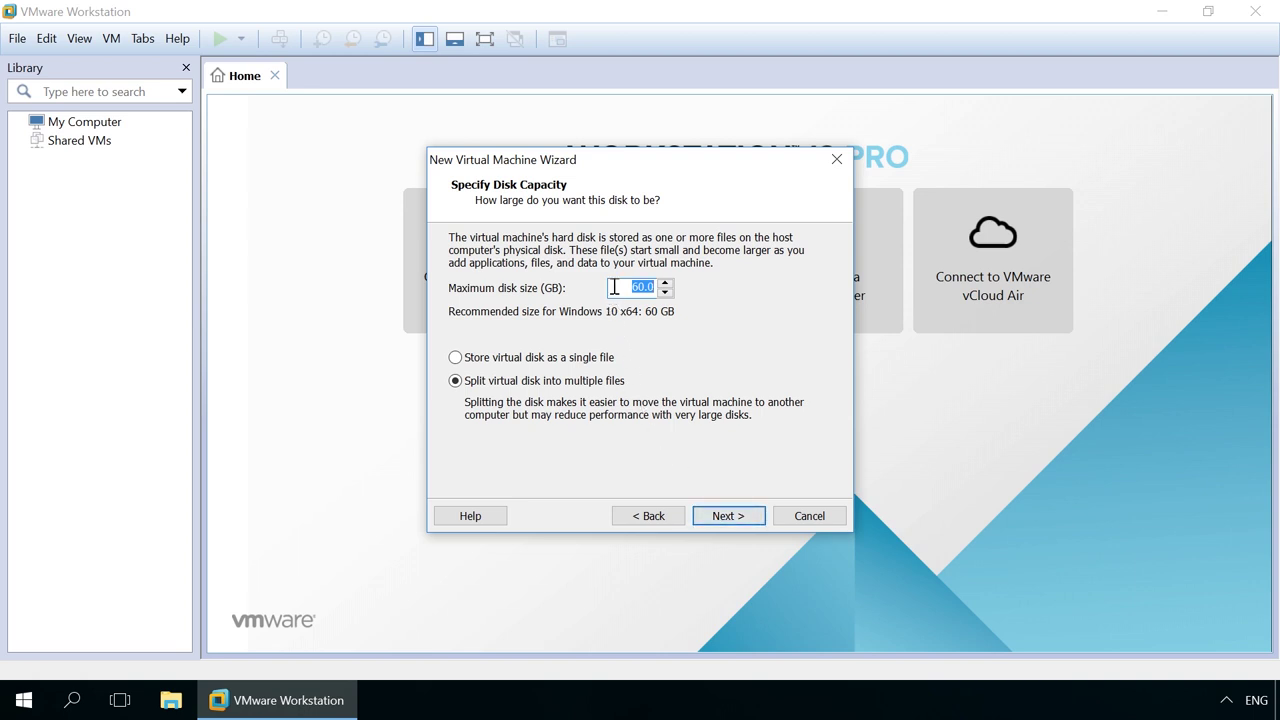 VMware Workstation
File Edit View VM Tabs Help
Library
Type here to search
My Computer
Shared VMs
Home
PRO
Connect to VMware
vCloud Air
New Virtual Machine Wizard
Specify Disk Capacity
How large do you want this disk to be?
The virtual machine's hard disk is stored as one or more files on the host
computer's physical disk. These file(s) start small and become larger as you
add applications, files, and data to your virtual machine.
Maximum disk size (GB): 60.0
Recommended size for Windows 10 x64: 60 GB
Store virtual disk as a single file
Split virtual disk into multiple files
Splitting the disk makes it easier to move the virtual machine to another
computer but may reduce performance with very large disks.
Help < Back Next > Cancel
vmware
VMware Workstation ENG